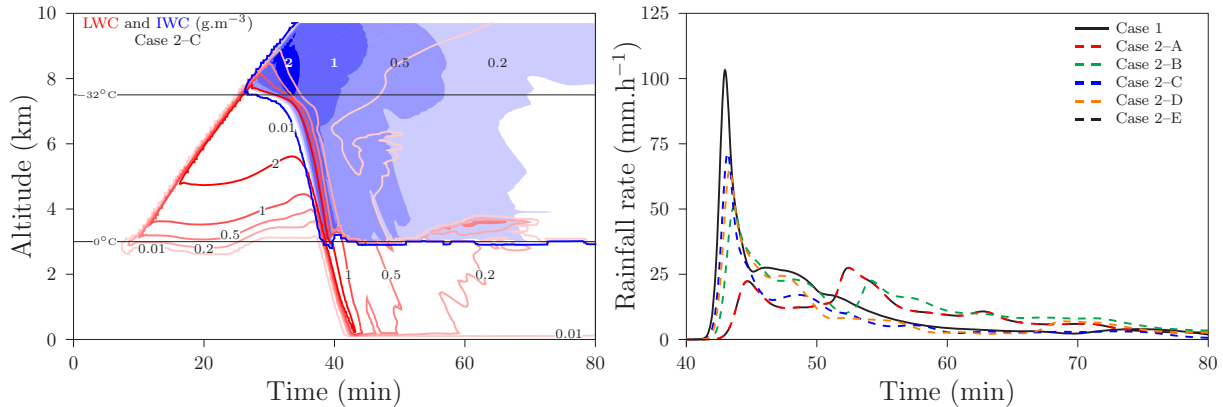 LWC and IWC (g.m⁻³)
Case 2–C
10
8
6
4
2
0
Altitude (km)
−32°C
0°C
2
1
0.5
0.2
0.01
2
1
0.5
0.2
0.01
1
0.5
0.2
0.01
0 20 40 60 80
Time (min)
125
100
75
50
25
0
Rainfall rate (mm.h⁻¹)
Case 1
Case 2–A
Case 2–B
Case 2–C
Case 2–D
Case 2–E
40 50 60 70 80
Time (min)